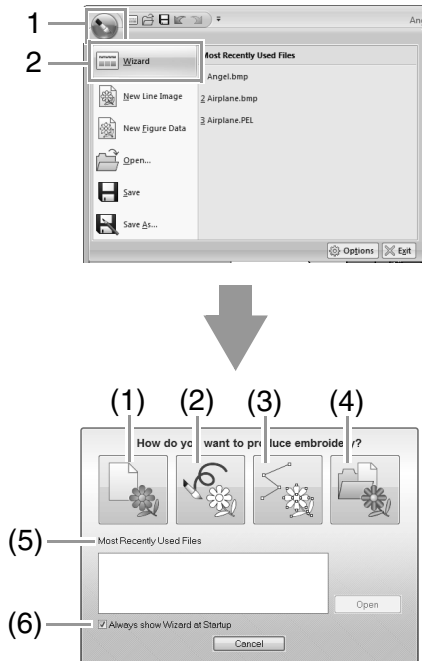 1
Ang
2
Wizard
Most Recently Used Files
Angel.bmp
New Line Image
2 Airplane.bmp
New Figure Data
3 Airplane.PEL
Open...
Save
Save As...
Options
Exit
(1) (2) (3) (4)
How do you want to produce embroidery?
(5)
Most Recently Used Files
Open
(6)
Always show Wizard at Startup
Cancel